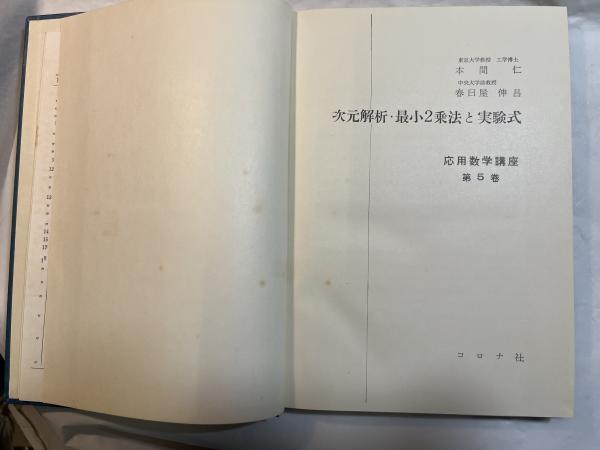 東京大学教授 工学博士
本間 仁
中央大学助教授
春日屋 伸昌
次元解析・最小2乗法と実験式
応用数学講座
第5巻
コロナ社